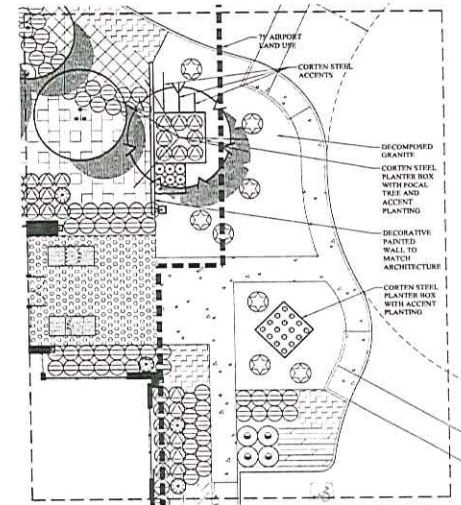 75' AIRPORT
LAND USE
CORTEN STEEL
ACCENTS
DECOMPOSED
GRANITE
CORTEN STEEL
PLANTER BOX
WITH FOCAL
TREE AND
ACCENT
PLANTING
DECORATIVE
PAINTED
WALL TO
MATCH
ARCHITECTURE
CORTEN STEEL
PLANTER BOX
WITH ACCENT
PLANTING